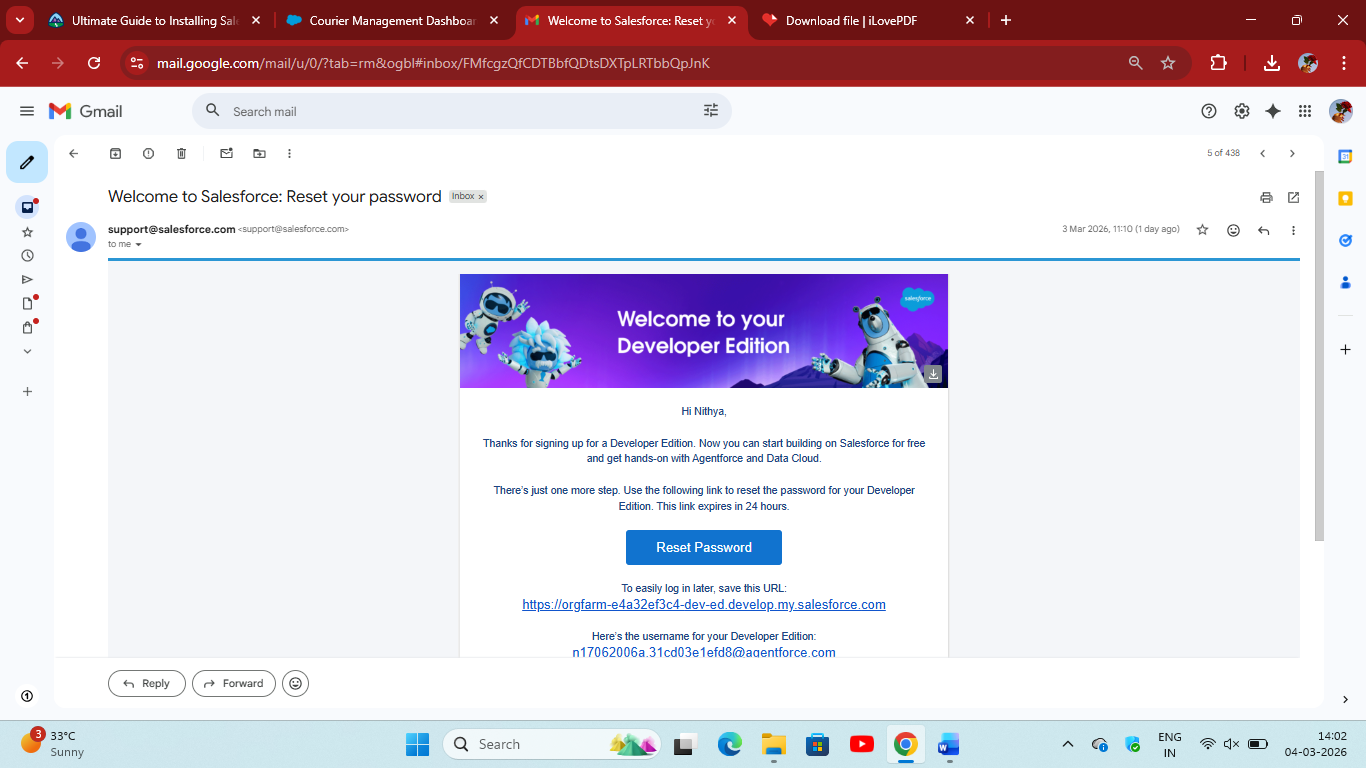 Ultimate Guide to Installing Sal
Courier Management Dashboar
Welcome to Salesforce: Reset yo
Download file | iLovePDF
mail.google.com/mail/u/0/?tab=rm&ogbl#inbox/FMfcgzQfCDTBbfQDtsDXTpLRTbbQpJnK
Gmail
Search mail
5 of 438
Welcome to Salesforce: Reset your password
Inbox x
support@salesforce.com <support@salesforce.com>
3 Mar 2026, 11:10 (1 day ago)
to me
salesforce
Welcome to your
Developer Edition
Hi Nithya,
Thanks for signing up for a Developer Edition. Now you can start building on Salesforce for free
and get hands-on with Agentforce and Data Cloud.
There's just one more step. Use the following link to reset the password for your Developer
Edition. This link expires in 24 hours.
Reset Password
To easily log in later, save this URL:
https://orgfarm-e4a32ef3c4-dev-ed.develop.my.salesforce.com
Here's the username for your Developer Edition:
n17062006a.31cd03e1efd8@agentforce.com
Reply
Forward
3
33°C
Sunny
Search
ENG
IN
14:02
04-03-2026